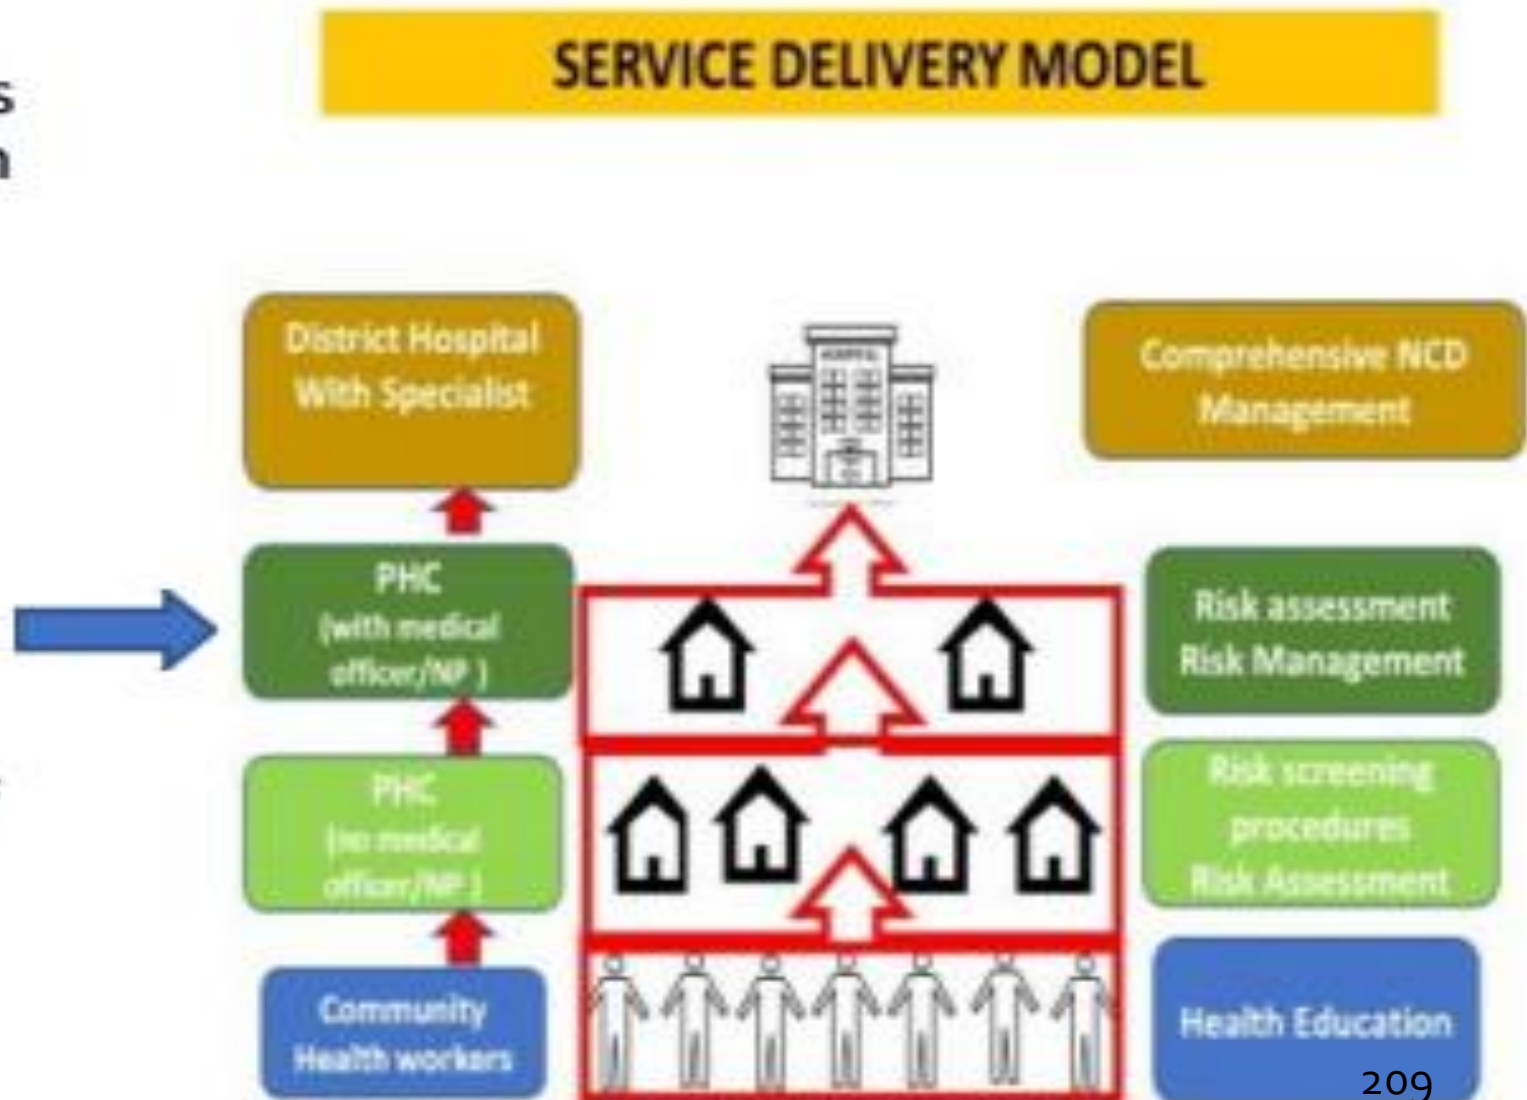 s
n
SERVICE DELIVERY MODEL
District Hospital
With Specialist
HOSPITAL
Comprehensive NCD
Management
PHC
(with medical
officer/NP )
Risk assessment
Risk Management
PHC
(no medical
officer/NP )
Risk screening
procedures
Risk Assessment
Community
Health workers
Health Education
209